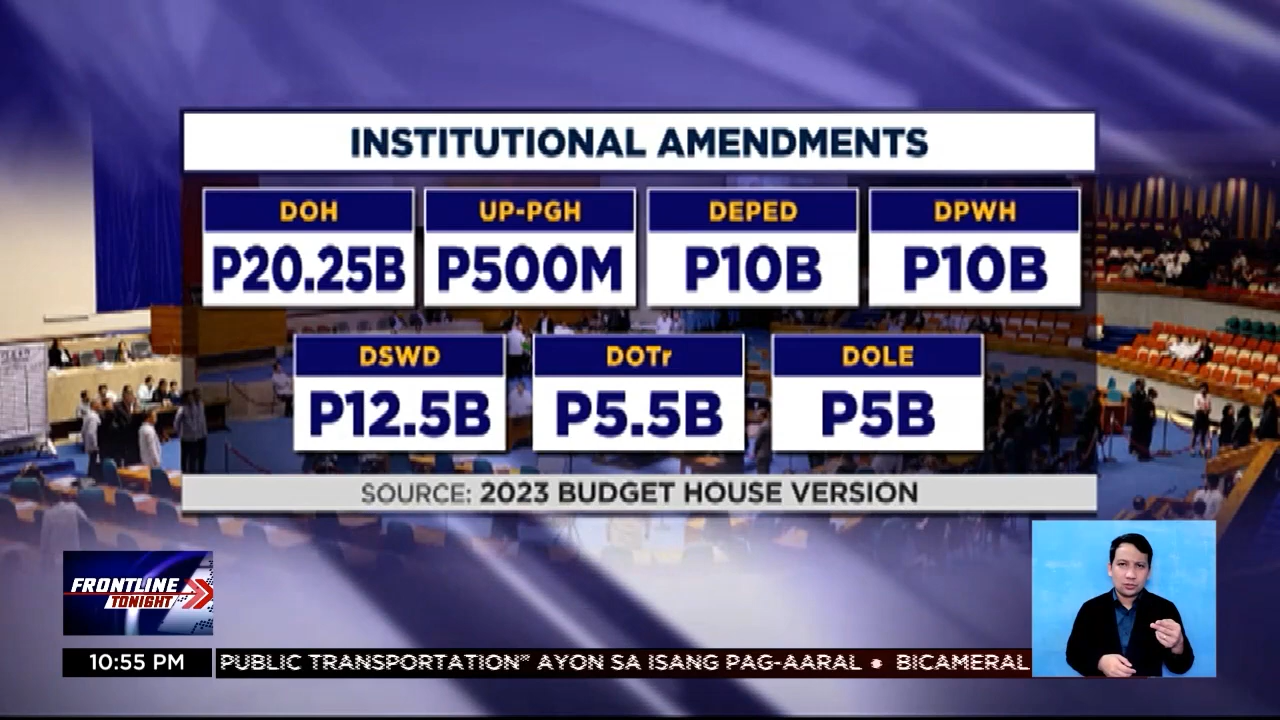 INSTITUTIONAL AMENDMENTS
DOH
P20.25B
UP-PGH
P500M
DEPED
P10B
DPWH
P10B
DSWD
P12.5B
DOTr
P5.5B
DOLE
P5B
SOURCE: 2023 BUDGET HOUSE VERSION
FRONTLINE
TONIGHT
10:55 PM
PUBLIC TRANSPORTATION" AYON SA ISANG PAG-AARAL • BICAMERAL